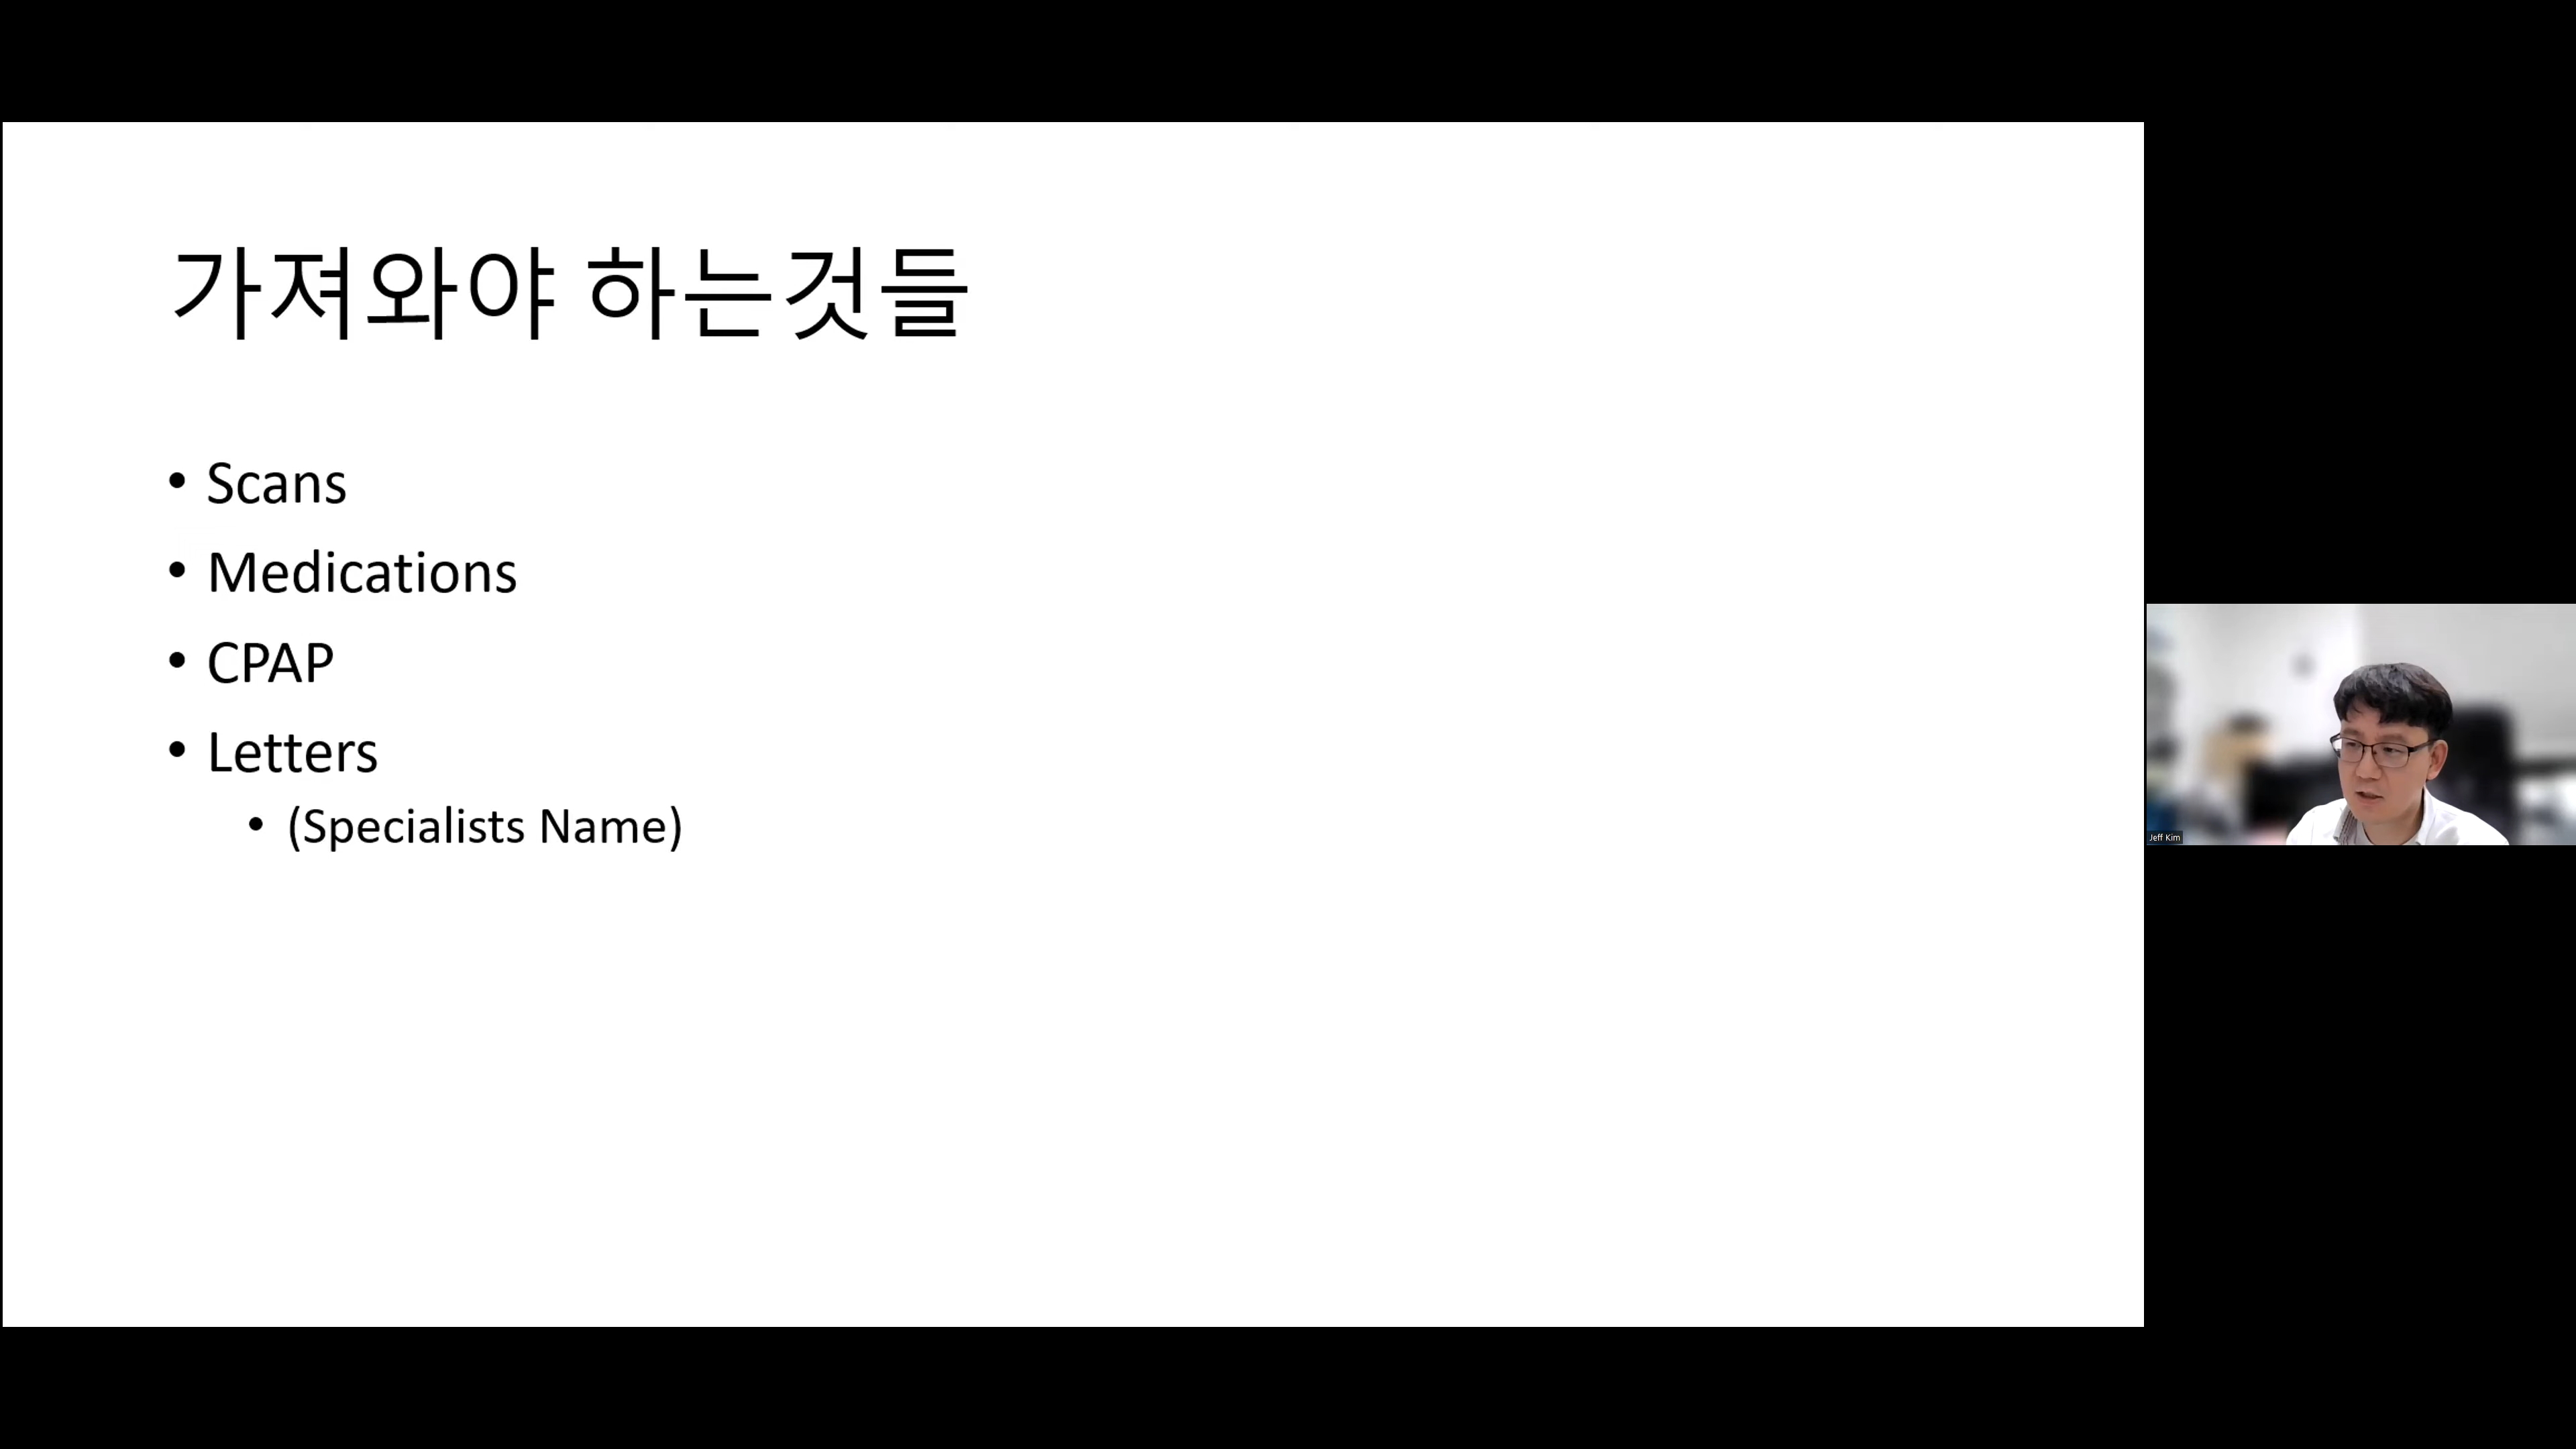 가져와야 하는것들
• Scans
• Medications
• CPAP
• Letters
• (Specialists Name)
Jeff Kim